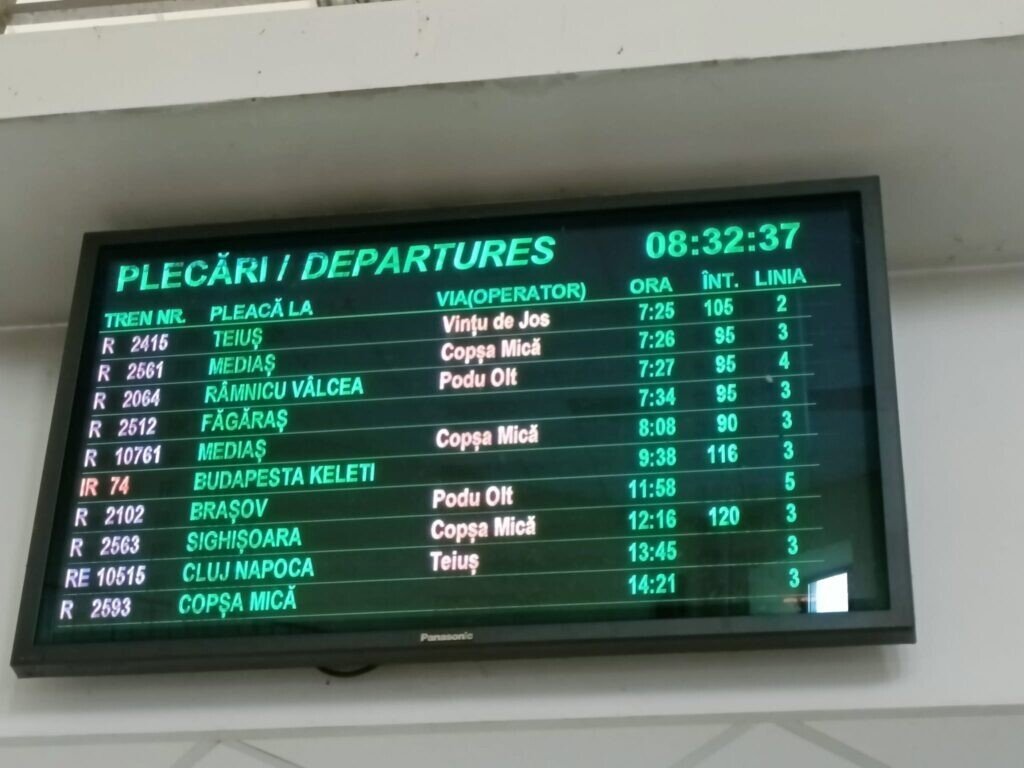 PLECĂRI / DEPARTURES 08:32:37
TREN NR. PLEACĂ LA VIA(OPERATOR) ORA ÎNT. LINIA
R 2415 TEIUȘ Vințu de Jos 7:25 105 2
R 2561 MEDIAȘ Copșa Mică 7:26 95 3
R 2064 RÂMNICU VÂLCEA Podu Olt 7:27 95 4
R 2512 FĂGĂRAȘ 7:34 95 3
R 10761 MEDIAȘ Copșa Mică 8:08 90 3
IR 74 BUDAPESTA KELETI 9:38 116 3
R 2102 BRAȘOV Podu Olt 11:58 5
R 2563 SIGHIȘOARA Copșa Mică 12:16 120 3
RE 10515 CLUJ NAPOCA Teiuș 13:45 3
R 2593 COPȘA MICĂ 14:21 3
Panasonic